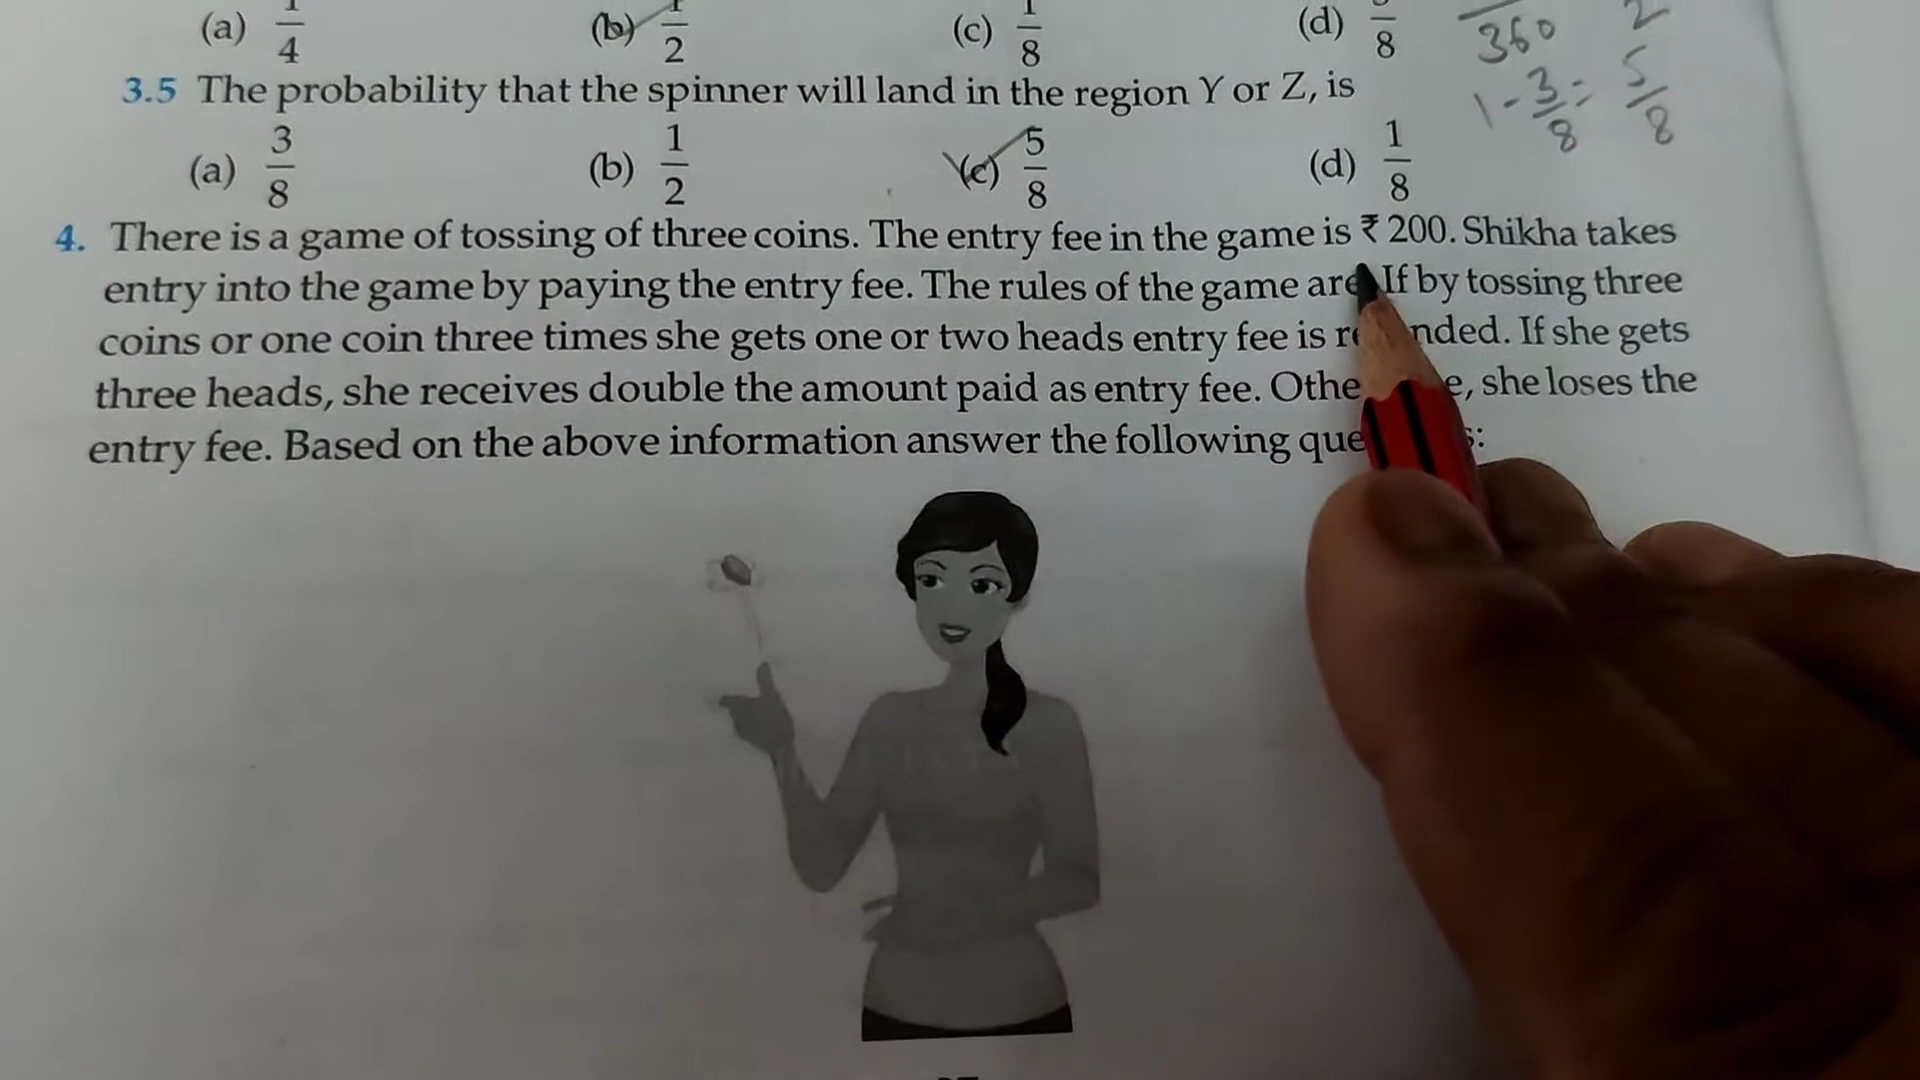 (a) 1/4 (b) 1/2 (c) 1/8 (d) /8 360 2
3.5 The probability that the spinner will land in the region Y or Z, is 1 - 3/8 = 5/8
(a) 3/8 (b) 1/2 (c) 5/8 (d) 1/8
4. There is a game of tossing of three coins. The entry fee in the game is ₹ 200. Shikha takes
entry into the game by paying the entry fee. The rules of the game are If by tossing three
coins or one coin three times she gets one or two heads entry fee is nded. If she gets
three heads, she receives double the amount paid as entry fee. Othe e, she loses the
entry fee. Based on the above information answer the following que s: